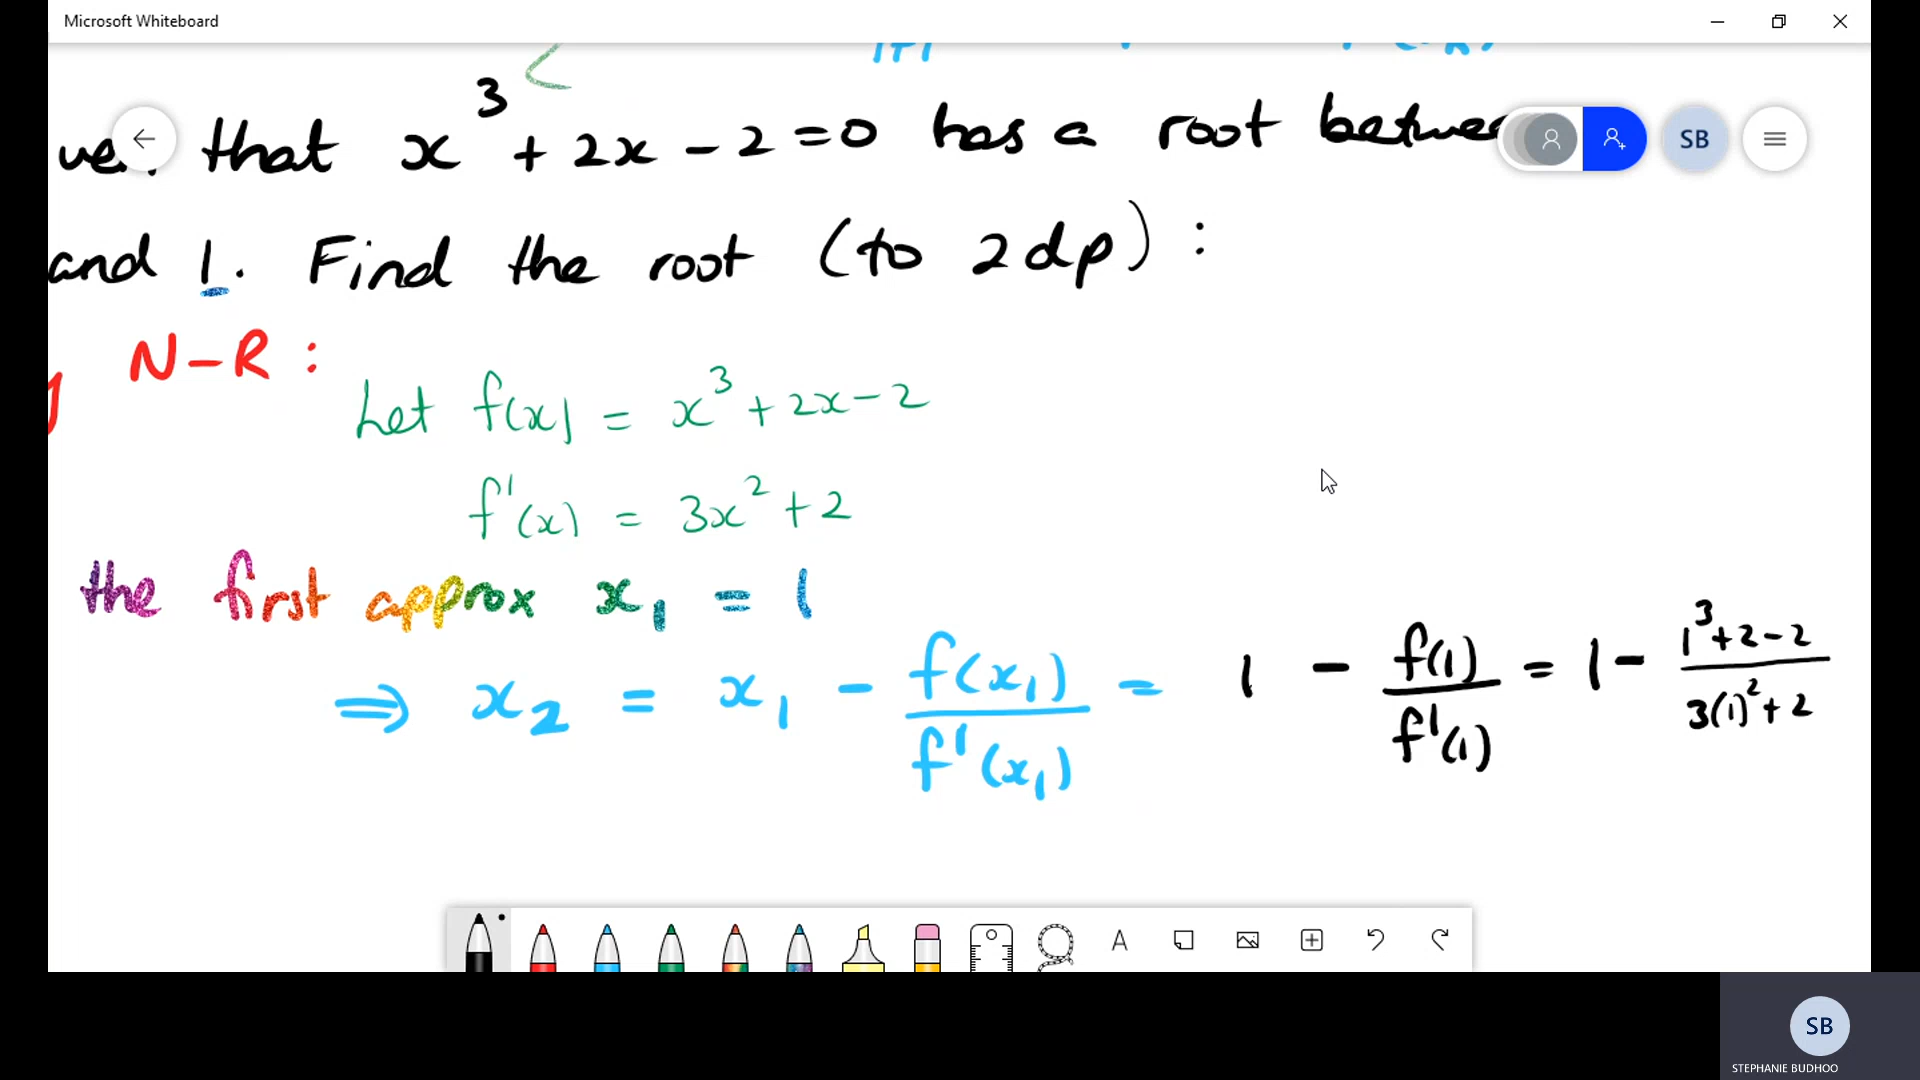 Microsoft Whiteboard
that x³ + 2x - 2 = 0 has a root
and 1. Find the root (to 2dp) :
N-R :
Let f(x) = x³ + 2x - 2
f'(x) = 3x² + 2
the first approx x₁ = 1
⇒ x₂ = x₁ - f(x₁)/f'(x₁) = 1 - f(1)/f'(1) = 1 - (1³+2-2)/(3(1)²+2)
SB
A
SB
STEPHANIE BUDHOO